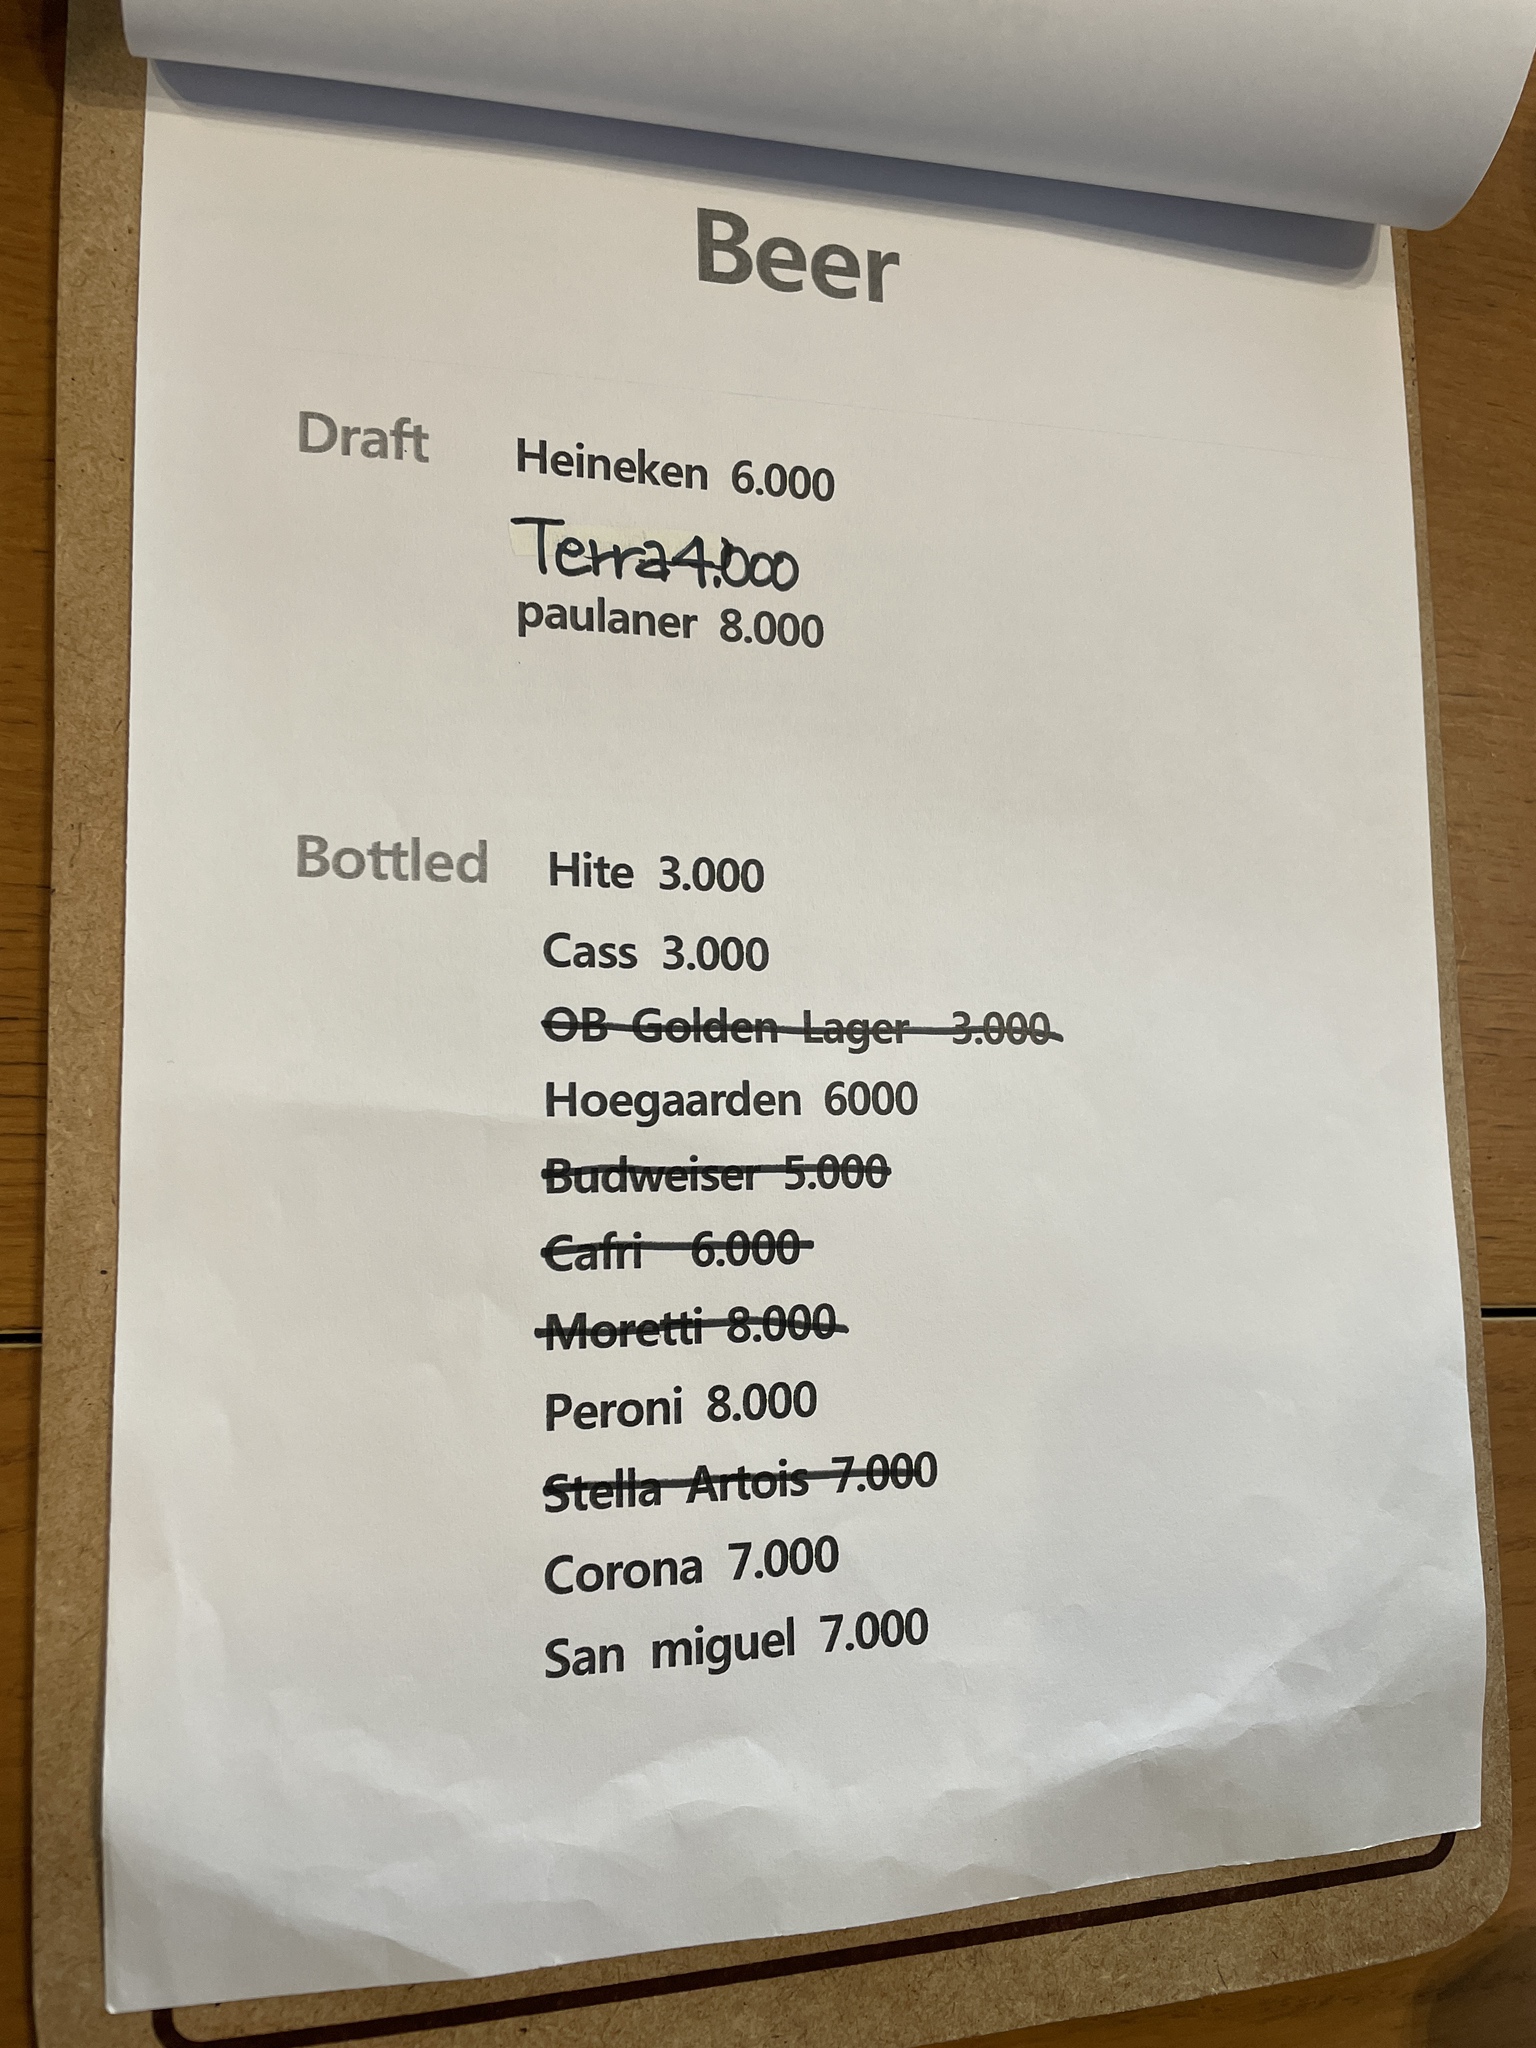 Beer
Draft Heineken 6.000
Terra 4.000
paulaner 8.000
Bottled Hite 3.000
Cass 3.000
OB Golden Lager 3.000
Hoegaarden 6000
Budweiser 5.000
Cafri 6.000
Moretti 8.000
Peroni 8.000
Stella Artois 7.000
Corona 7.000
San miguel 7.000